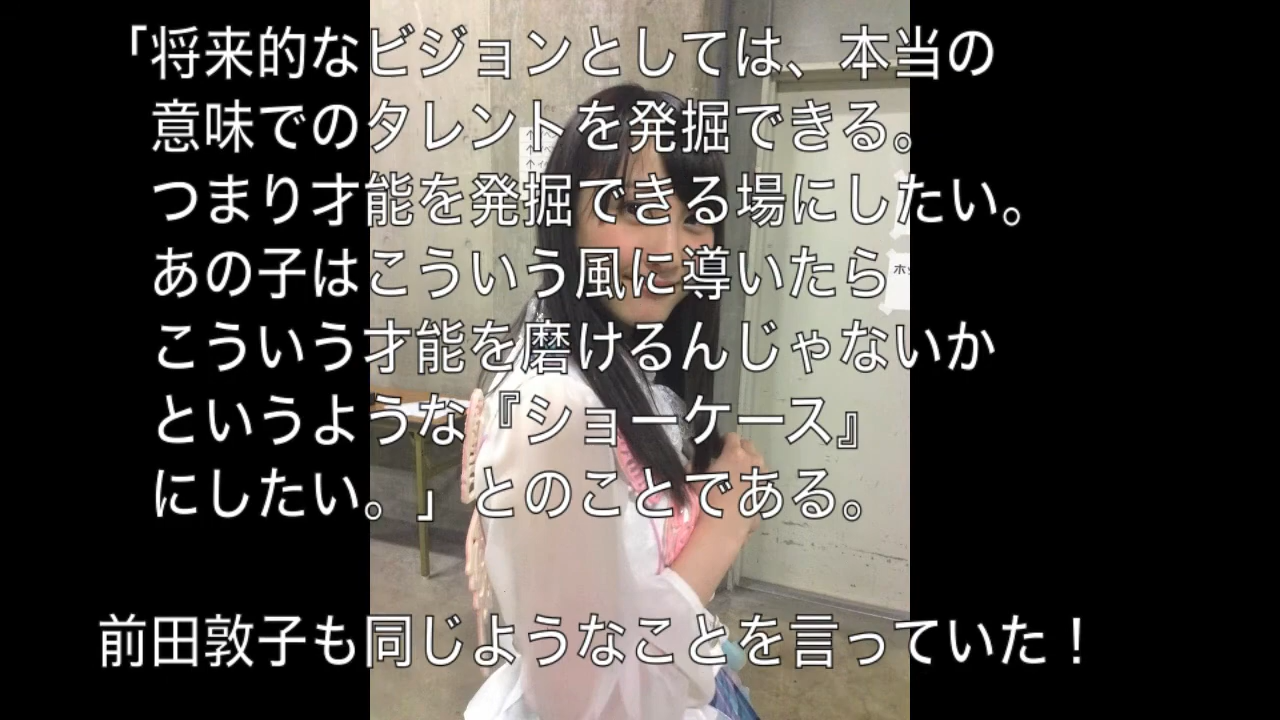 「将来的なビジョンとしては、本当の
意味でのタレントを発掘できる。
つまり才能を発掘できる場にしたい。
あの子はこういう風に導いたら
こういう才能を磨けるんじゃないか
というような『ショーケース』
にしたい。」とのことである。
前田敦子も同じようなことを言っていた！